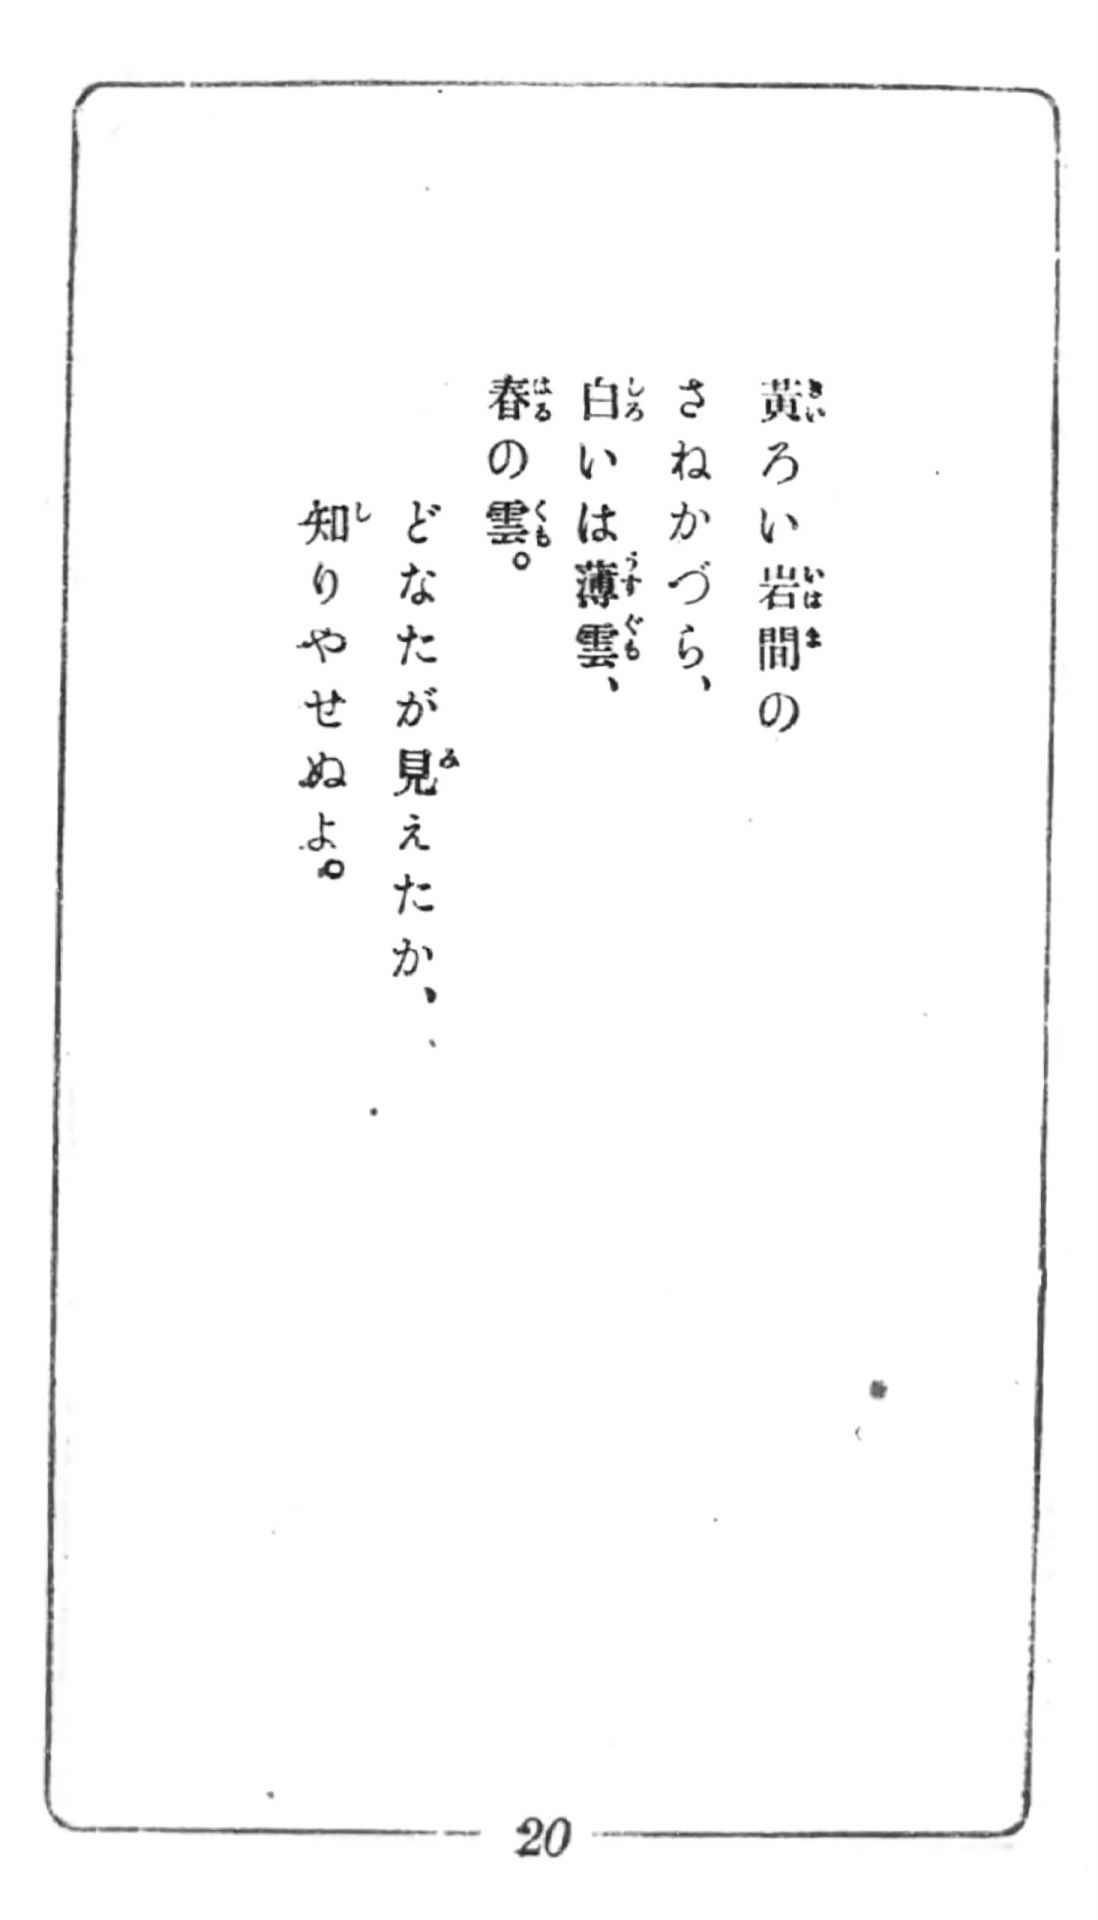 黄ろい岩間の
さねかづら、
白いは薄雲、
春の雲。
どなたが見えたか、
知りやせぬよ。
20